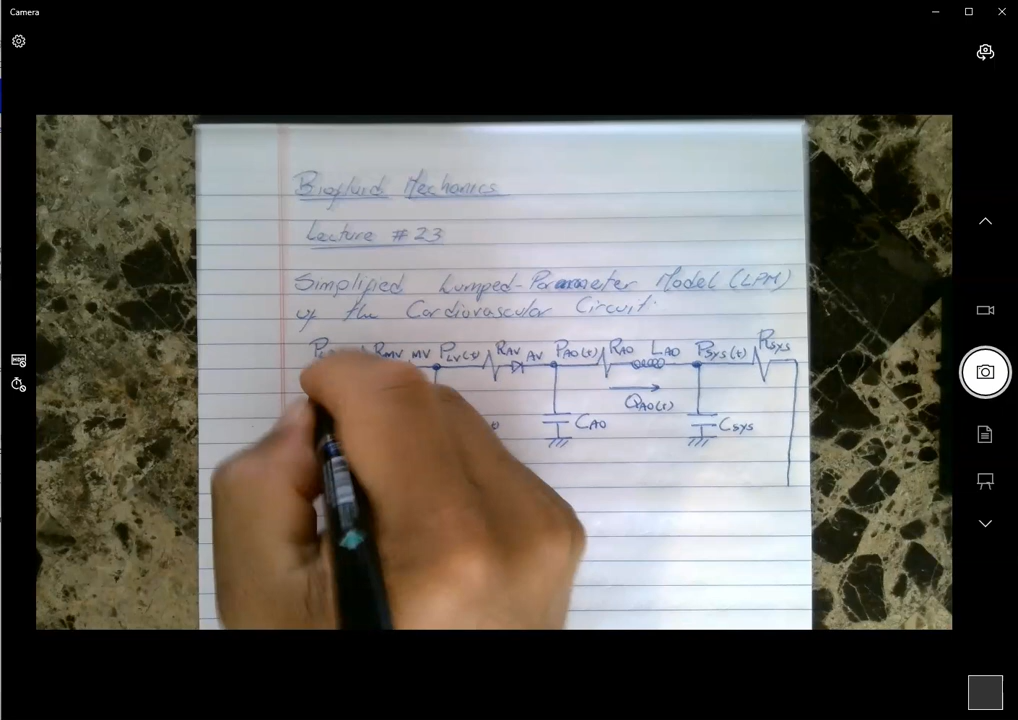 Camera
Biofluid Mechanics
Lecture # 23
Simplified Lumped-Parameter Model (LPM)
of the Cardiovascular Circuit:
RMV MV PLV(t) RAV AV PAO(t) RAO LAO PSYS(t) RSYS
QAO(t)
CAO CSYS